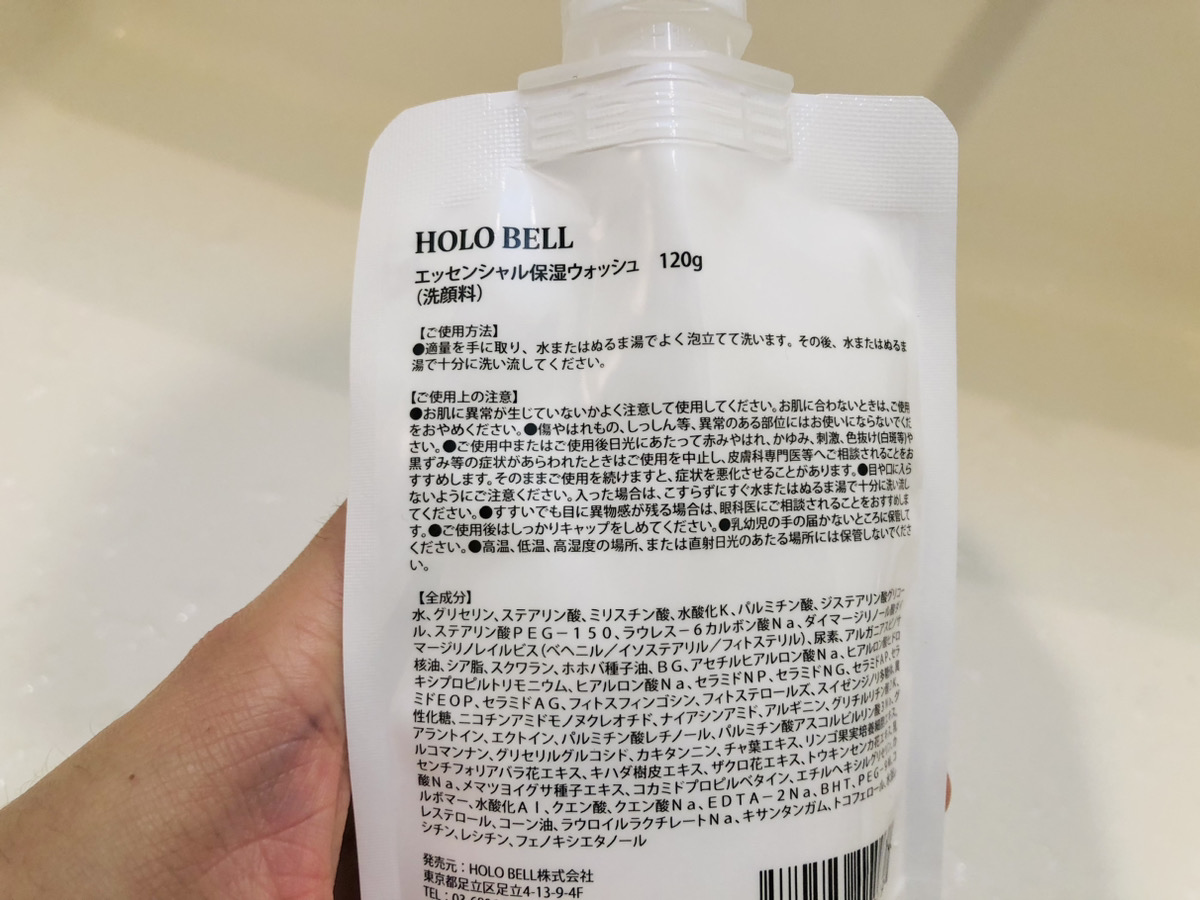 HOLO BELL
エッセンシャル保湿ウォッシュ　120g
（洗顔料）
【ご使用方法】
●適量を手に取り、水またはぬるま湯でよく泡立てて洗います。その後、水またはぬるま
湯で十分に洗い流してください。
【ご使用上の注意】
●お肌に異常が生じていないかよく注意して使用してください。お肌に合わないときは、ご使用
をおやめください。●傷やはれもの、しっしん等、異常のある部位にはお使いにならないでくだ
さい。●ご使用中またはご使用後日光にあたって赤みやはれ、かゆみ、刺激、色抜け(白斑等)や
黒ずみ等の症状があらわれたときはご使用を中止し、皮膚科専門医等へご相談されることをお
すすめします。そのままご使用を続けますと、症状を悪化させることがあります。●目や口に入ら
ないようにご注意ください。入った場合は、こすらずにすぐ水またはぬるま湯で十分に洗い流し
てください。●すすいでも目に異物感が残る場合は、眼科医にご相談されることをおすすめしま
す。●ご使用後はしっかりキャップをしめてください。●乳幼児の手の届かないところに保管して
ください。●高温、低温、高湿度の場所、または直射日光のあたる場所には保管しないでくださ
い。
【全成分】
水、グリセリン、ステアリン酸、ミリスチン酸、水酸化Ｋ、パルミチン酸、ジステアリン酸グリコー
ル、ステアリン酸ＰＥＧ－１５０、ラウレス－６カルボン酸Ｎａ、ダイマージリノール酸ダイ
マージリノレイルビス（ベヘニル／イソステアリル／フィトステリル）、尿素、アルガニアスピノサ
核油、シア脂、スクワラン、ホホバ種子油、ＢＧ、アセチルヒアルロン酸Ｎａ、ヒアルロン酸ヒドロ
キシプロピルトリモニウム、ヒアルロン酸Ｎａ、セラミドＮＰ、セラミドＮＧ、セラミドＡＰ、セラ
ミドＥＯＰ、セラミドＡＧ、フィトスフィンゴシン、フィトステロールズ、スイゼンジノリ多糖体、異
性化糖、ニコチンアミドモノヌクレオチド、ナイアシンアミド、アルギニン、グリチルリチン酸２Ｋ、
アラントイン、エクトイン、パルミチン酸レチノール、パルミチン酸アスコルビルリン酸３Ｎａ、グ
ルコマンナン、グリセリルグルコシド、カキタンニン、チャ葉エキス、リンゴ果実培養細胞エキス、
センチフォリアバラ花エキス、キハダ樹皮エキス、ザクロ花エキス、トウキンセンカ花エキス、
酸Ｎａ、メマツヨイグサ種子エキス、コカミドプロピルベタイン、エチルヘキシルグリセリン、
ルボマー、水酸化Ａｌ、クエン酸、クエン酸Ｎａ、ＥＤＴＡ－２Ｎａ、ＢＨＴ、ＰＥＧ－
レステロール、コーン油、ラウロイルラクチレートＮａ、キサンタンガム、トコフェロール、
シチン、レシチン、フェノキシエタノール
発売元：HOLO BELL株式会社
東京都足立区足立4-13-9-4F
TEL：03-